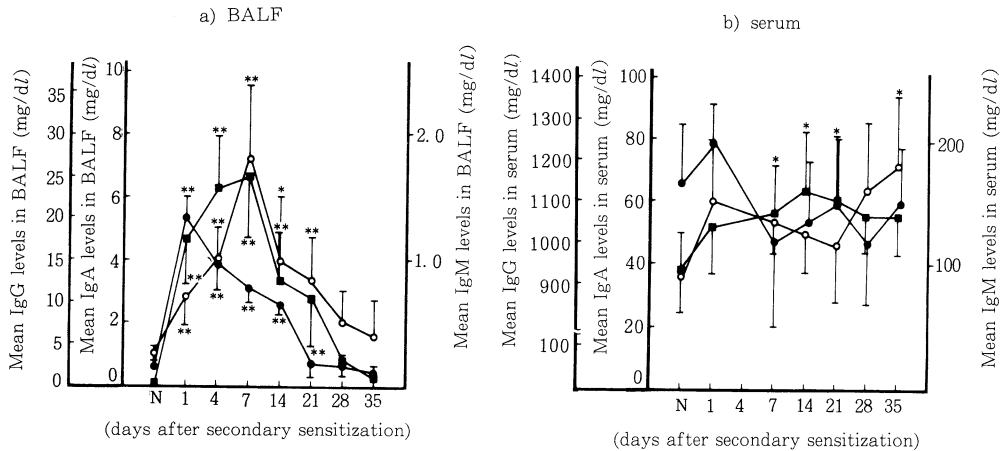 a) BALF
b) serum
Mean IgG levels in BALF (mg/dl)
35
30
25
20
15
10
5
0
Mean IgA levels in BALF (mg/dl)
10
8
6
4
2
0
Mean IgM levels in BALF (mg/dl)
2.0
1.0
** ** ** ** ** ** ** ** * ** ** ** ** **
N 1 4 7 14 21 28 35
(days after secondary sensitization)
Mean IgG levels in serum (mg/dl)
1400
1300
1200
1100
1000
900
100
Mean IgA levels in serum (mg/dl)
100
80
60
40
20
0
Mean IgM levels in serum (mg/dl)
200
100
* * * *
N 1 4 7 14 21 28 35
(days after secondary sensitization)